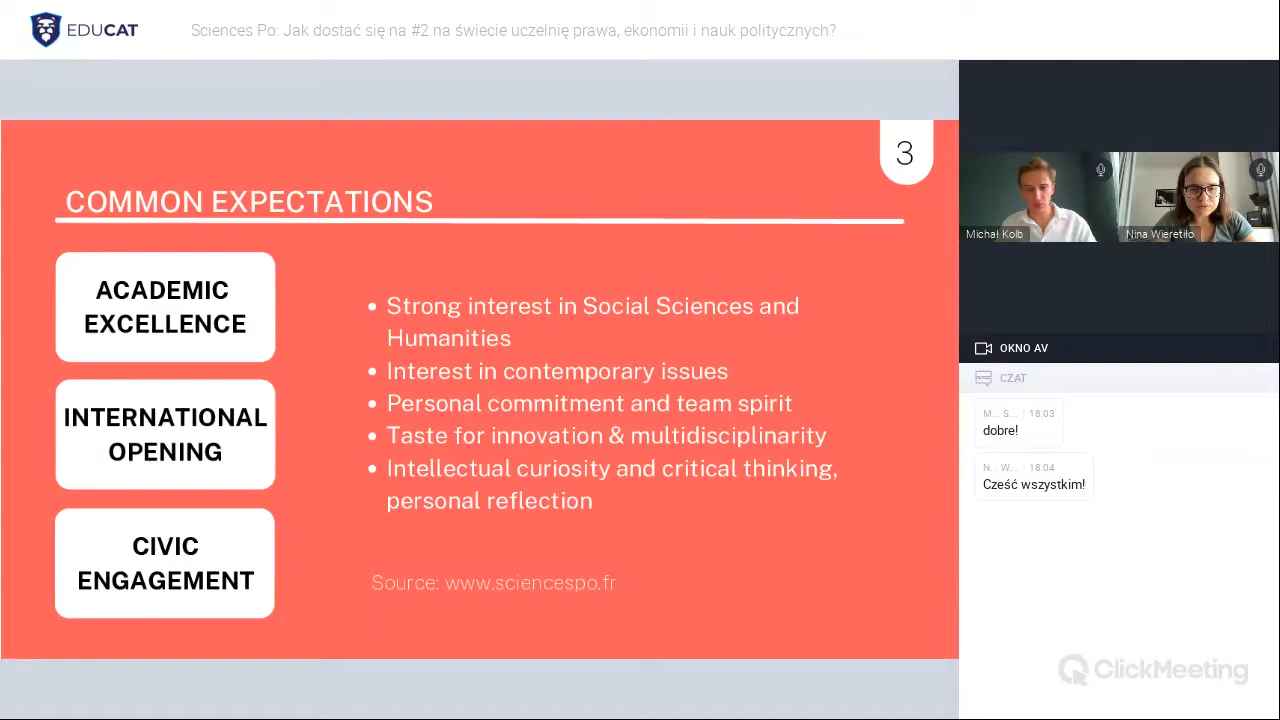 EDUCAT
Sciences Po: Jak dostać się na #2 na świecie uczelnię prawa, ekonomii i nauk politycznych?
3
COMMON EXPECTATIONS
ACADEMIC
EXCELLENCE
INTERNATIONAL
OPENING
CIVIC
ENGAGEMENT
• Strong interest in Social Sciences and
Humanities
• Interest in contemporary issues
• Personal commitment and team spirit
• Taste for innovation & multidisciplinarity
• Intellectual curiosity and critical thinking,
personal reflection
Source: www.sciencespo.fr
Michał Kolb
Nina Wieretiło
OKNO AV
CZAT
M... S... 18:03
dobre!
N... W... 18:04
Cześć wszystkim!
ClickMeeting